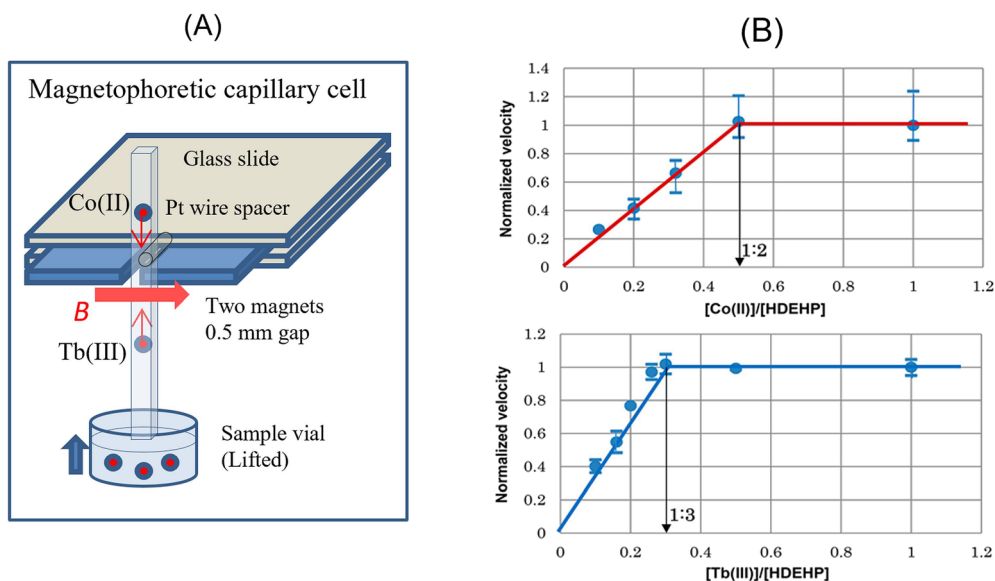 (A)
Magnetophoretic capillary cell
Glass slide
Co(II)
Pt wire spacer
B
Two magnets
0.5 mm gap
Tb(III)
Sample vial
(Lifted)
(B)
Normalized velocity
1.4
1.2
1
0.8
0.6
0.4
0.2
0
1:2
0 0.2 0.4 0.6 0.8 1 1.2
[Co(II)]/[HDEHP]
Normalized velocity
1.2
1
0.8
0.6
0.4
0.2
0
1:3
0 0.2 0.4 0.6 0.8 1 1.2
[Tb(III)]/[HDEHP]